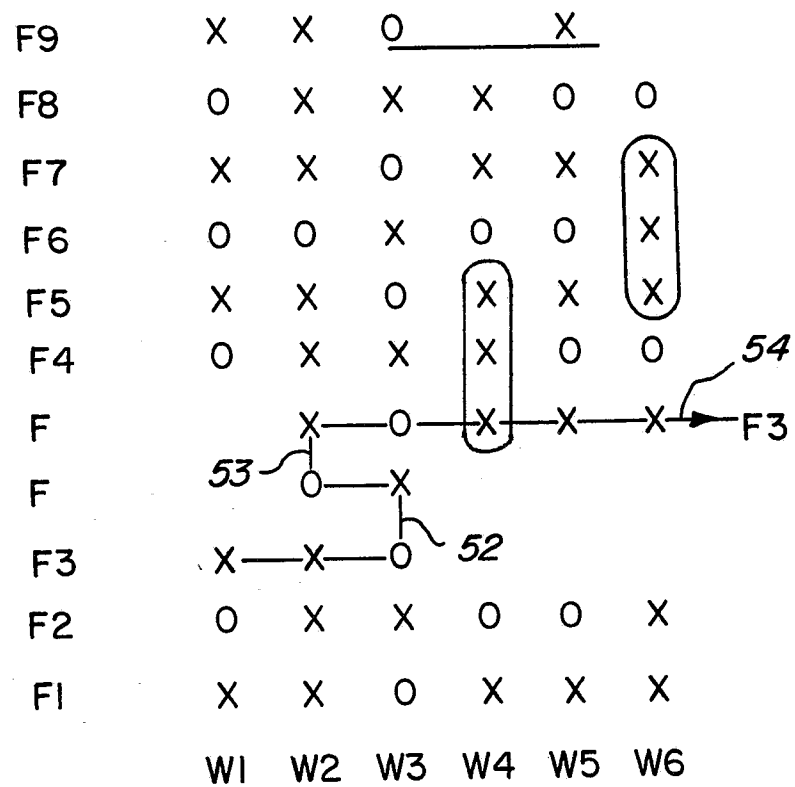 F9 X X O X
F8 O X X X O O
F7 X X O X X X
F6 O O X O O X
F5 X X O X X X
F4 O X X X O O 54
F X O X X X F3
53
F O X
52
F3 X X O
F2 O X X O O X
F1 X X O X X X
W1 W2 W3 W4 W5 W6